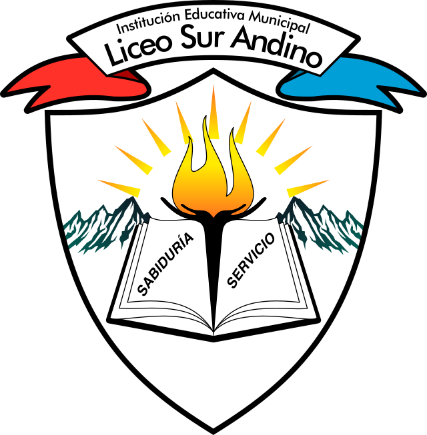 Institución Educativa Municipal
Liceo Sur Andino
SABIDURÍA
SERVICIO